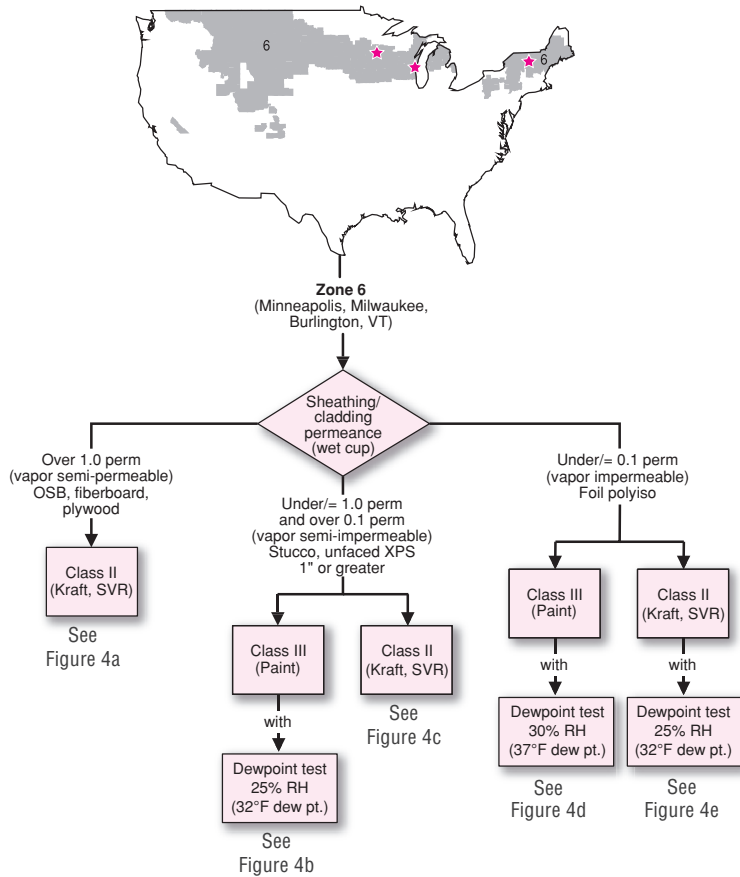 6
6
Zone 6
(Minneapolis, Milwaukee,
Burlington, VT)
Sheathing/
cladding
permeance
(wet cup)
Over 1.0 perm
(vapor semi-permeable)
OSB, fiberboard,
plywood
Class II
(Kraft, SVR)
See
Figure 4a
Under/= 1.0 perm
and over 0.1 perm
(vapor semi-impermeable)
Stucco, unfaced XPS
1" or greater
Class III
(Paint)
with
Dewpoint test
25% RH
(32°F dew pt.)
See
Figure 4b
Class II
(Kraft, SVR)
See
Figure 4c
Under/= 0.1 perm
(vapor impermeable)
Foil polyiso
Class III
(Paint)
with
Dewpoint test
30% RH
(37°F dew pt.)
See
Figure 4d
Class II
(Kraft, SVR)
with
Dewpoint test
25% RH
(32°F dew pt.)
See
Figure 4e